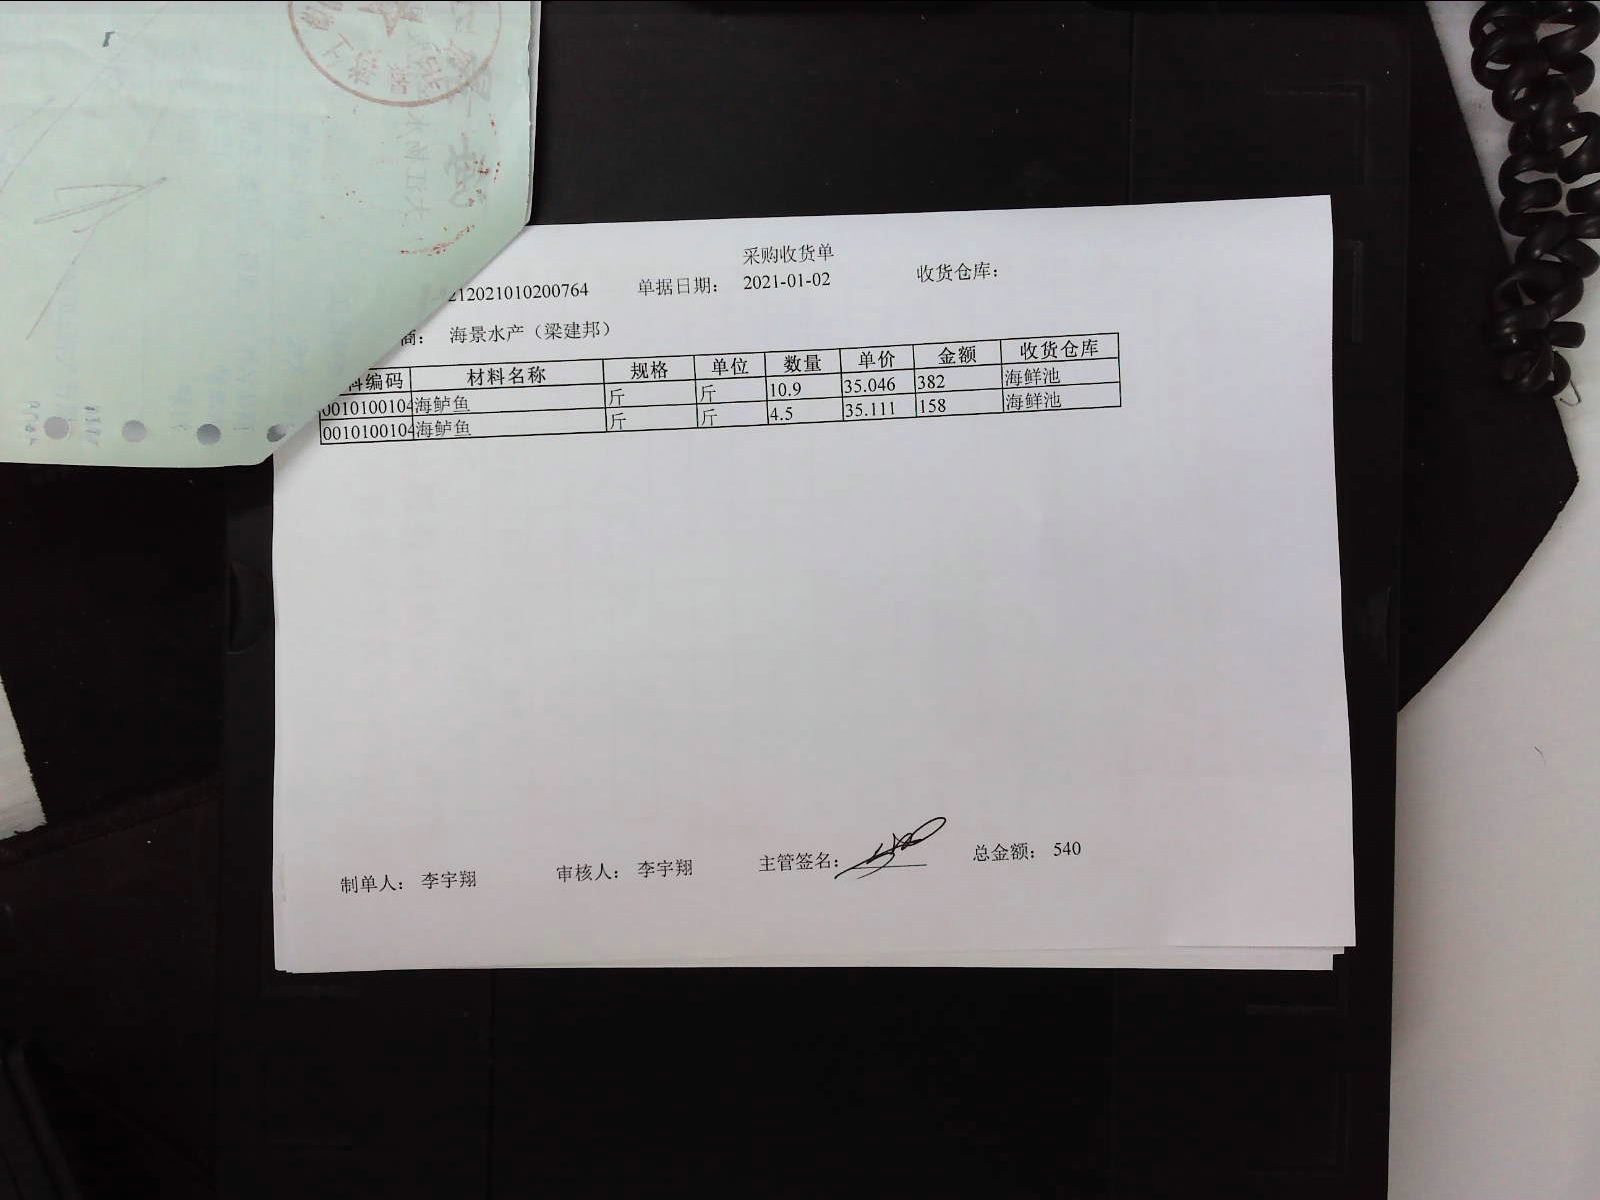 采购收货单
212021010200764 单据日期： 2021-01-02 收货仓库：
商： 海景水产（梁建邦）
料编码 材料名称 规格 单位 数量 单价 金额 收货仓库
0010100104 海鲈鱼 斤 斤 10.9 35.046 382 海鲜池
0010100104 海鲈鱼 斤 斤 4.5 35.111 158 海鲜池
制单人： 李宇翔 审核人： 李宇翔 主管签名： 总金额： 540